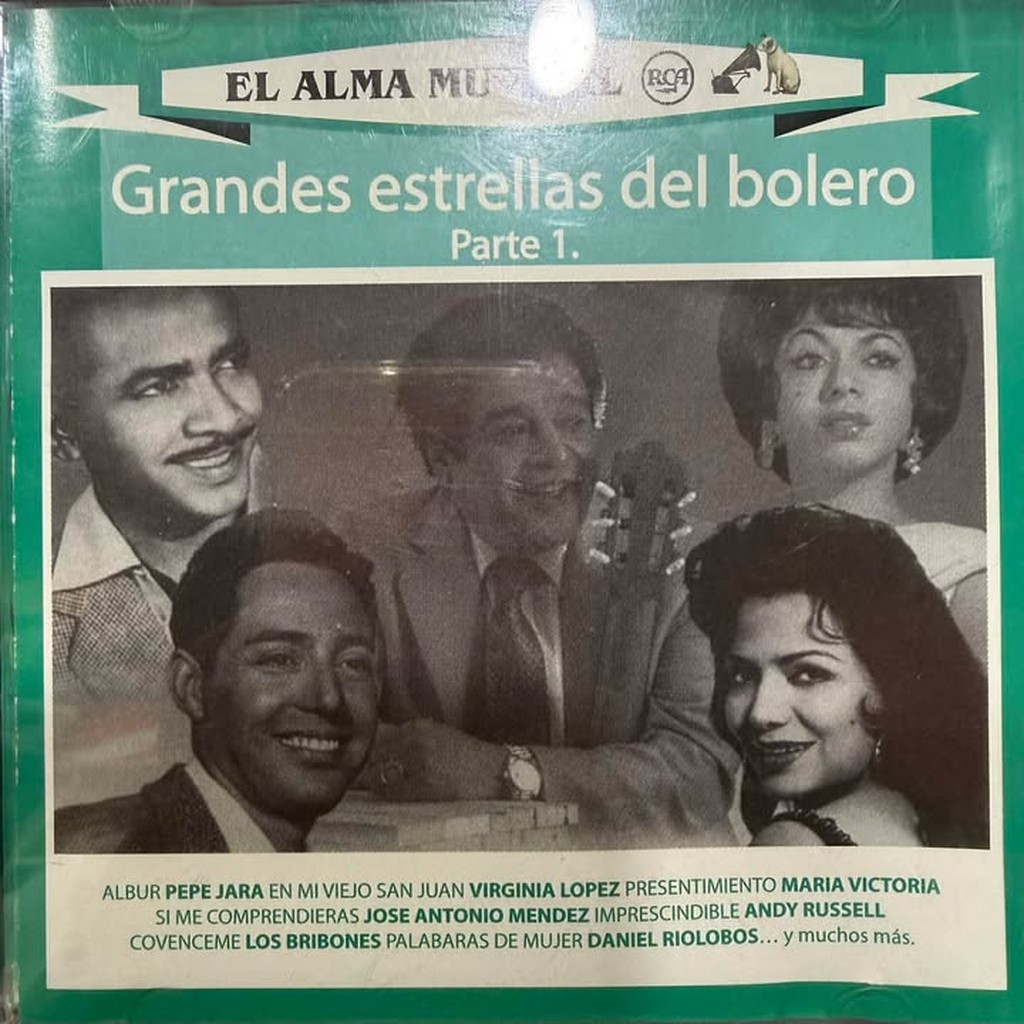 EL ALMA RCA
Grandes estrellas del bolero
Parte 1.
ALBUR PEPE JARA EN MI VIEJO SAN JUAN VIRGINIA LOPEZ PRESENTIMIENTO MARIA VICTORIA
SI ME COMPRENDIERAS JOSE ANTONIO MENDEZ IMPRESCINDIBLE ANDY RUSSELL
COVENCEME LOS BRIBONES PALABARAS DE MUJER DANIEL RIOLOBOS... y muchos más.